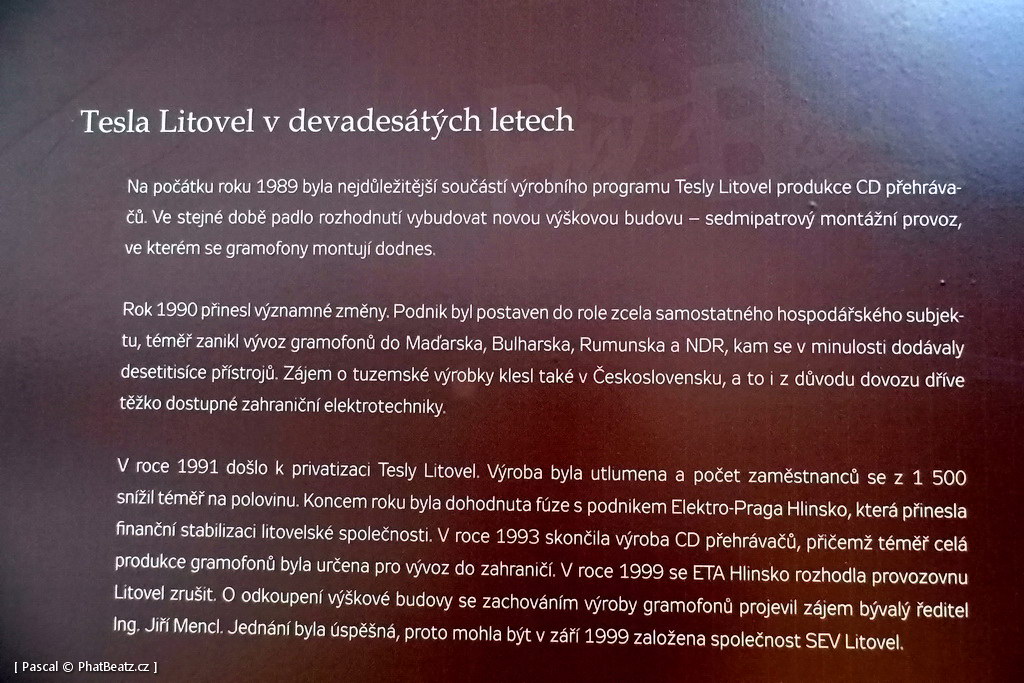 Tesla Litovel v devadesátých letech
Na počátku roku 1989 byla nejdůležitější součástí výrobního programu Tesly Litovel produkce CD přehráva-
čů. Ve stejné době padlo rozhodnutí vybudovat novou výškovou budovu – sedmipatrový montážní provoz,
ve kterém se gramofony montují dodnes.
Rok 1990 přinesl významné změny. Podnik byl postaven do role zcela samostatného hospodářského subjek-
tu, téměř zanikl vývoz gramofonů do Maďarska, Bulharska, Rumunska a NDR, kam se v minulosti dodávaly
desetitisíce přístrojů. Zájem o tuzemské výrobky klesl také v Československu, a to i z důvodu dovozu dříve
těžko dostupné zahraniční elektrotechniky.
V roce 1991 došlo k privatizaci Tesly Litovel. Výroba byla utlumena a počet zaměstnanců se z 1 500
snížil téměř na polovinu. Koncem roku byla dohodnuta fúze s podnikem Elektro-Praga Hlinsko, která přinesla
finanční stabilizaci litovelské společnosti. V roce 1993 skončila výroba CD přehrávačů, přičemž téměř celá
produkce gramofonů byla určena pro vývoz do zahraničí. V roce 1999 se ETA Hlinsko rozhodla provozovnu
Litovel zrušit. O odkoupení výškové budovy se zachováním výroby gramofonů projevil zájem bývalý ředitel
Ing. Jiří Mencl. Jednání byla úspěšná, proto mohla být v září 1999 založena společnost SEV Litovel.
[ Pascal © PhatBeatz.cz ]